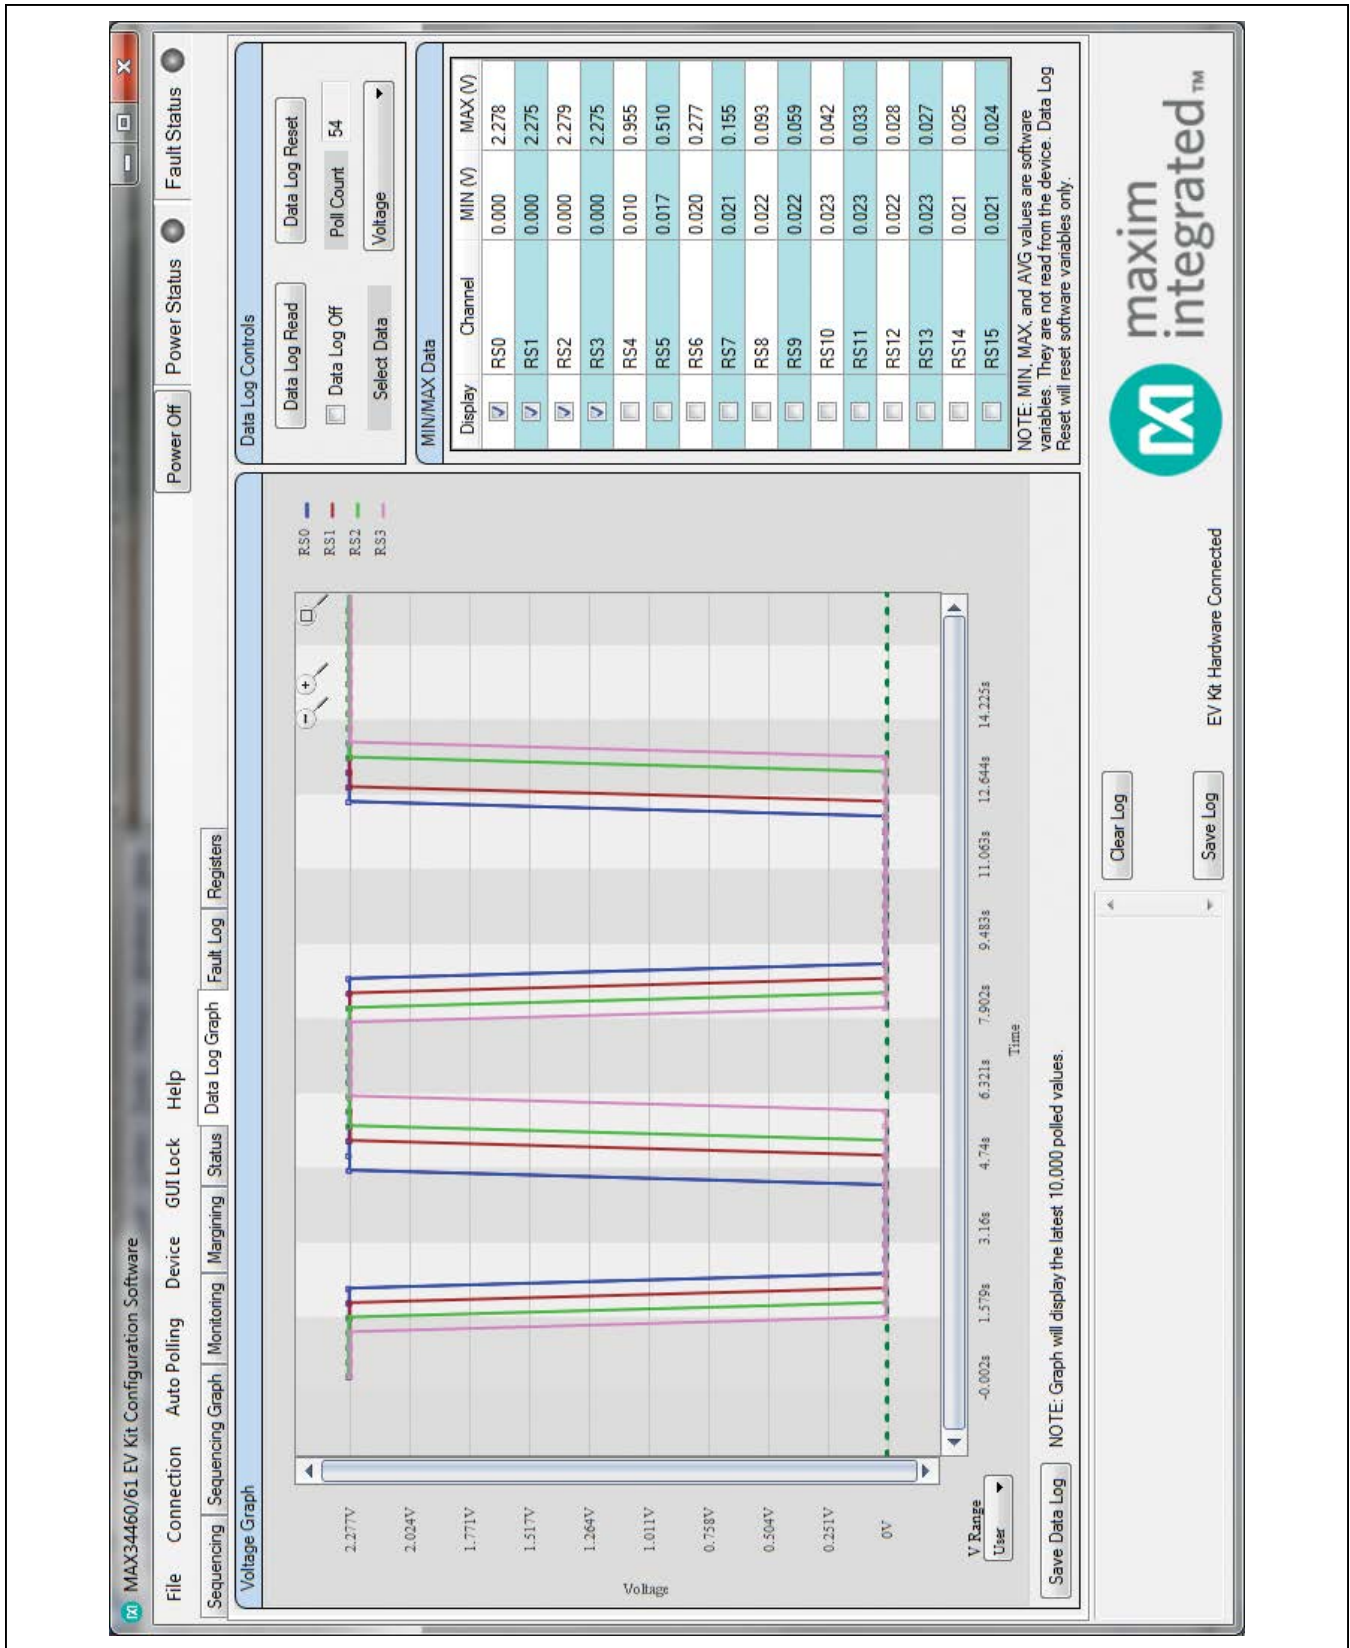 MAX34460/61 EV Kit Configuration Software
File Connection Auto Polling Device GUI Lock Help
Power Off Power Status Fault Status
Sequencing Sequencing Graph Monitoring Margining Status Data Log Graph Fault Log Registers
Voltage Graph
2.277V
2.024V
1.771V
1.517V
1.264V
1.011V
0.758V
0.504V
0.251V
0V
Voltage
RS0
RS1
RS2
RS3
-0.002s 1.579s 3.16s 4.74s 6.321s 7.902s 9.483s 11.063s 12.644s 14.225s
Time
V Range
User
Save Data Log NOTE: Graph will display the latest 10,000 polled values.
Data Log Controls
Data Log Read Data Log Reset
Data Log Off Poll Count 54
Select Data Voltage
MIN/MAX Data
Display Channel MIN (V) MAX (V)
RS0 0.000 2.278
RS1 0.000 2.275
RS2 0.000 2.279
RS3 0.000 2.275
RS4 0.010 0.955
RS5 0.017 0.510
RS6 0.020 0.277
RS7 0.021 0.155
RS8 0.022 0.093
RS9 0.022 0.059
RS10 0.023 0.042
RS11 0.023 0.033
RS12 0.022 0.028
RS13 0.023 0.027
RS14 0.021 0.025
RS15 0.021 0.024
NOTE: MIN, MAX, and AVG values are software
variables. They are not read from the device. Data Log
Reset will reset software variables only.
Clear Log
Save Log
EV Kit Hardware Connected
maxim
integrated™